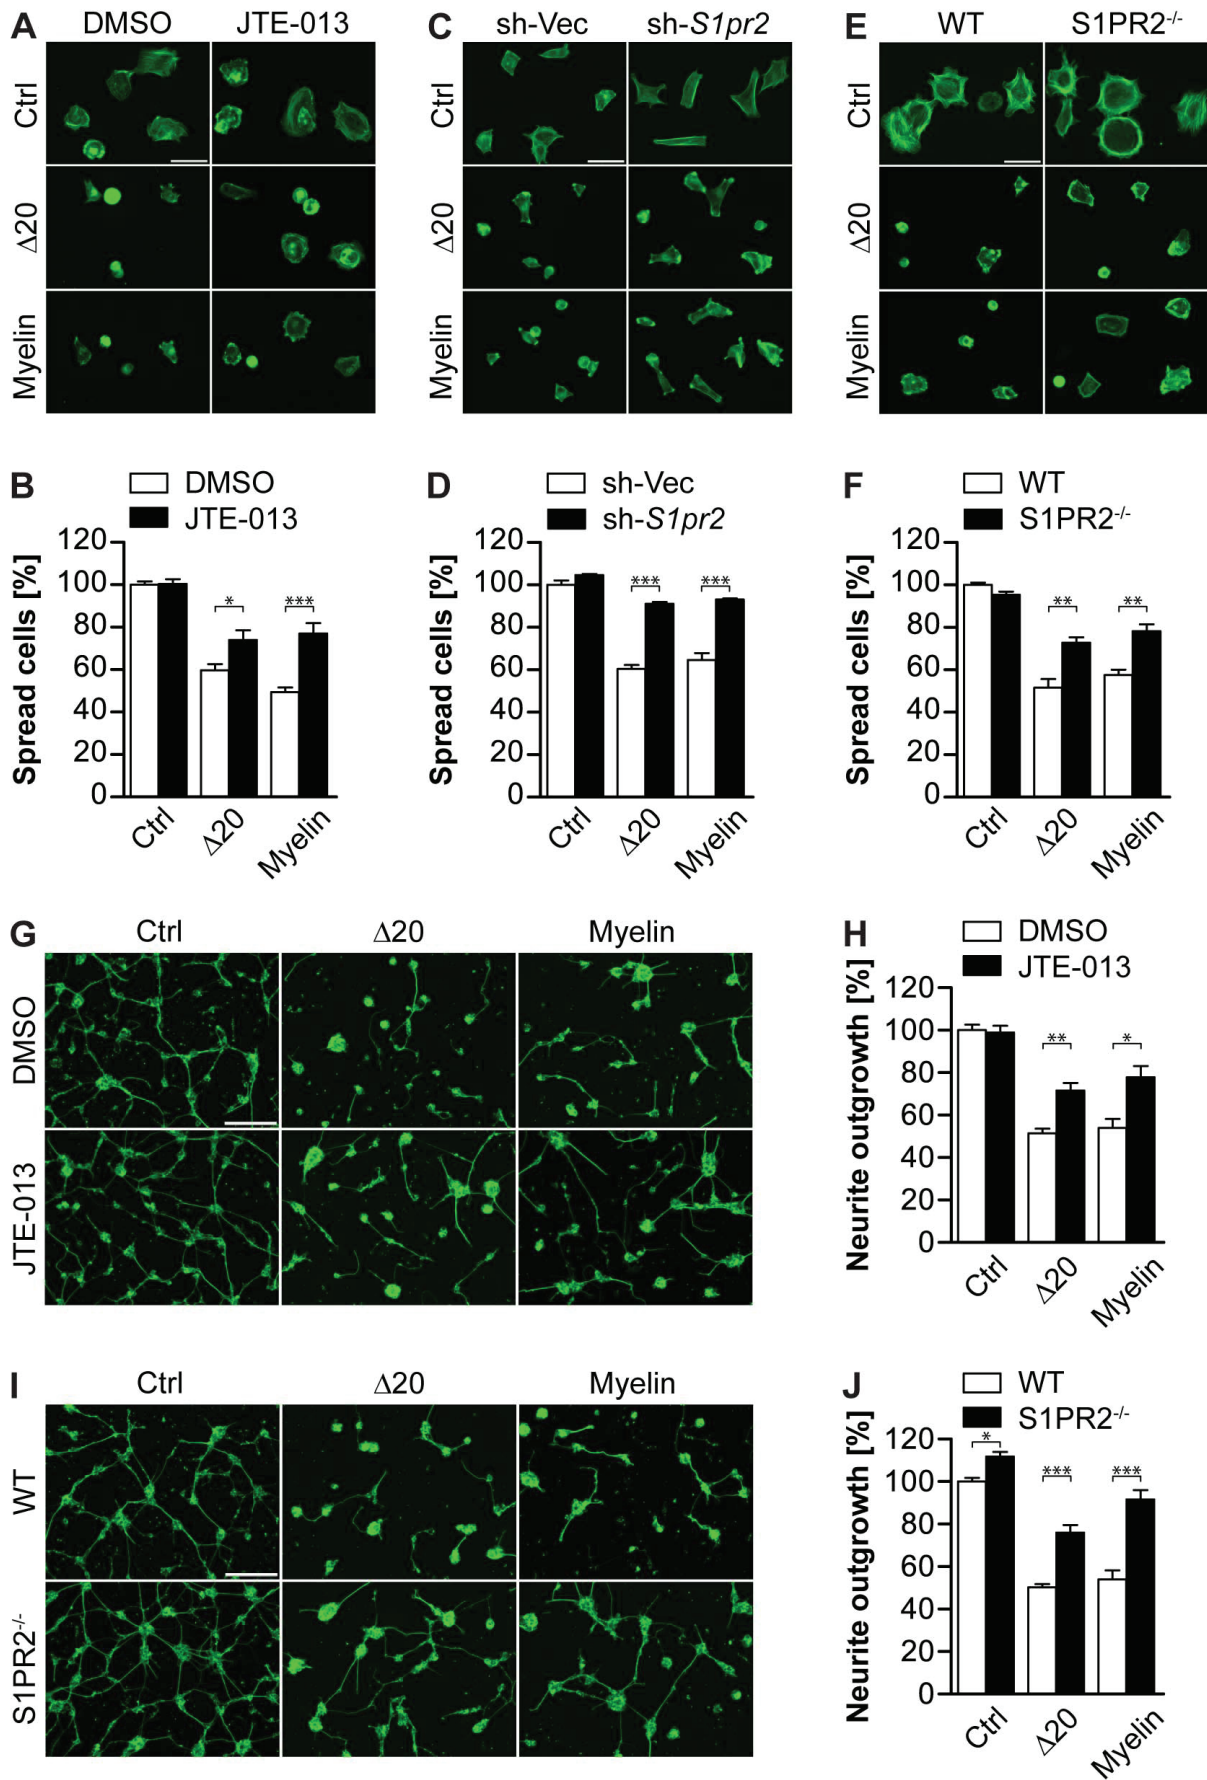 A DMSO JTE-013 C sh-Vec sh-S1pr2 E WT S1PR2-/-
Ctrl Ctrl Ctrl
Δ20 Δ20 Δ20
Myelin Myelin Myelin
B DMSO D sh-Vec F WT
JTE-013 sh-S1pr2 S1PR2-/-
Spread cells [%] Spread cells [%] Spread cells [%]
120 120 120
100 100 100
* *** *** *** ** **
80 80 80
60 60 60
40 40 40
20 20 20
0 0 0
Ctrl Δ20 Myelin Ctrl Δ20 Myelin Ctrl Δ20 Myelin
G Ctrl Δ20 Myelin
DMSO
JTE-013
H DMSO
JTE-013
Neurite outgrowth [%]
120
100
** *
80
60
40
20
0
Ctrl Δ20 Myelin
I Ctrl Δ20 Myelin
WT
S1PR2-/-
J WT
S1PR2-/-
Neurite outgrowth [%]
*
120
*** ***
100
80
60
40
20
0
Ctrl Δ20 Myelin